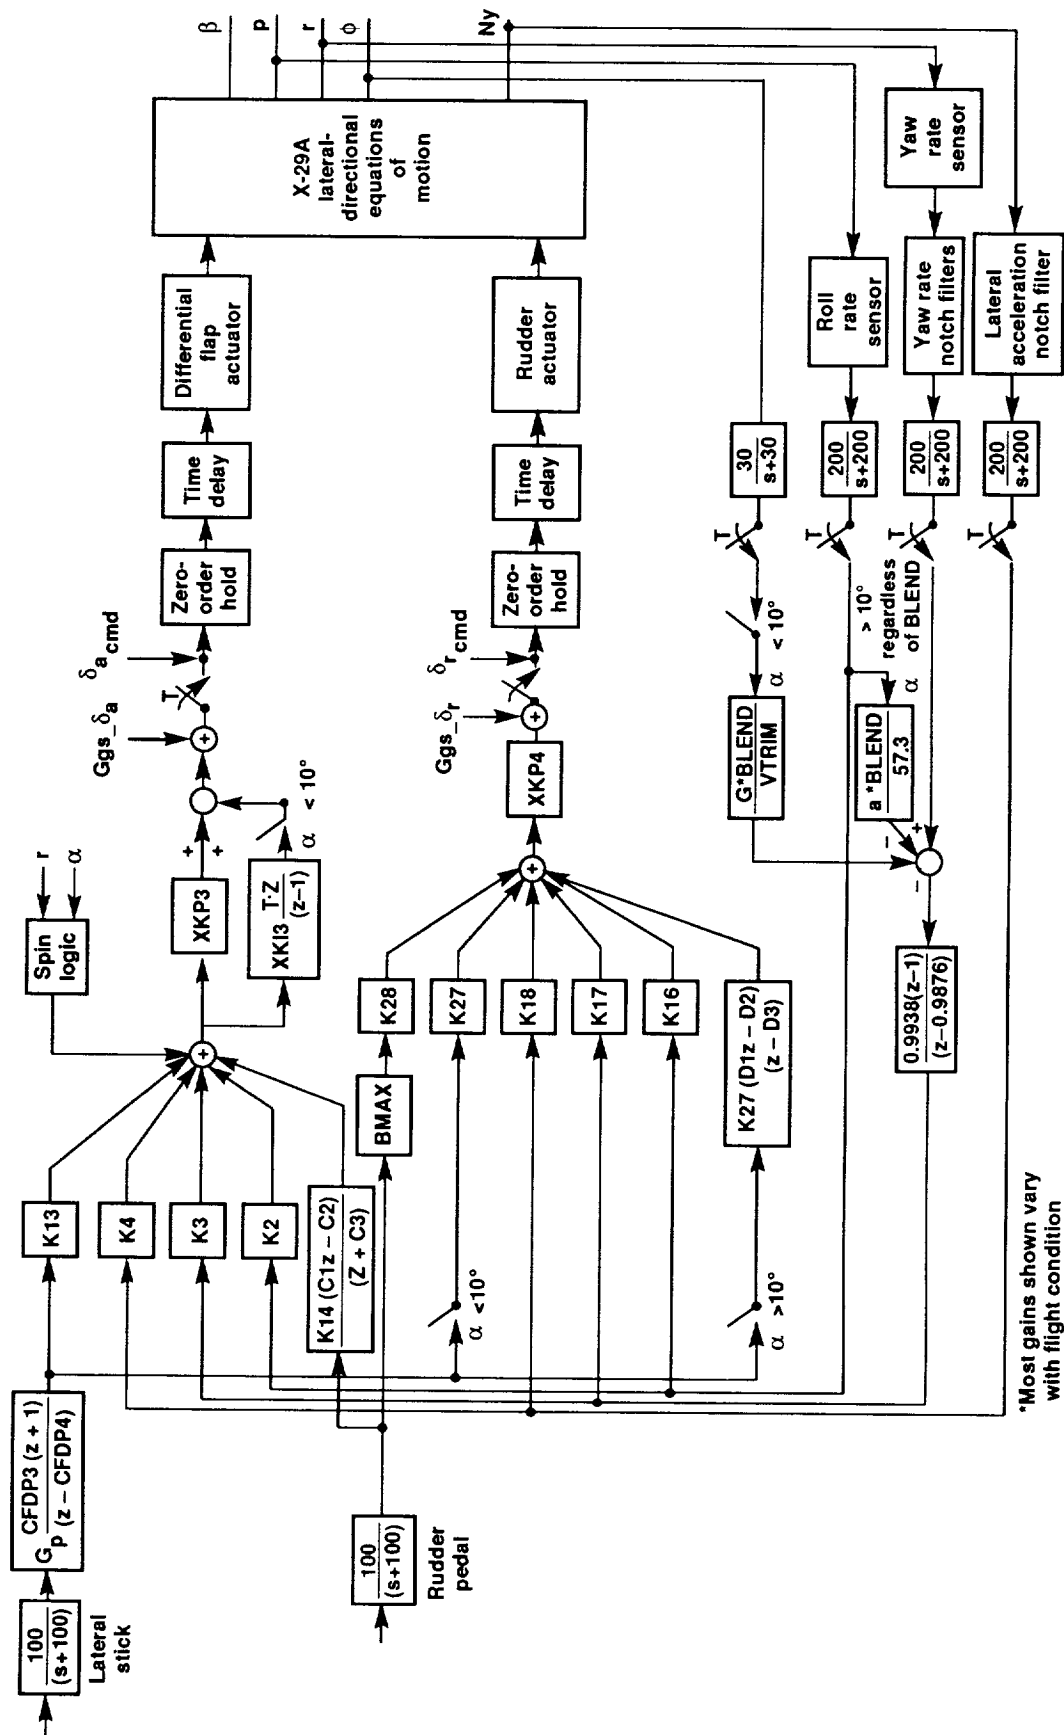 100
(s+100)
Lateral
stick
Gp CFDP3 (z + 1)
(z – CFDP4)
K13
K4
K3
K2
K14 (C1z – C2)
(Z + C3)
100
(s+100)
Rudder
pedal
Spin
logic
r
α
XKP3
+
+
XKI3 T·Z
(z–1)
α < 10°
+
Ggs_δa
+
T
δa cmd
Zero-
order
hold
Time
delay
Differential
flap
actuator
X-29A
lateral-
directional
equations
of
motion
β
p
r
ϕ
Ny
BMAX
K28
K27
K18
K17
K16
K27 (D1z – D2)
(z – D3)
α <10°
α >10°
+
XKP4
Ggs_δr
+
δr cmd
Zero-
order
hold
Time
delay
Rudder
actuator
30
s+30
T
α < 10°
G*BLEND
VTRIM
Roll
rate
sensor
200
s+200
T
α > 10°
regardless
of BLEND
a *BLEND
57.3
Yaw
rate
sensor
Yaw rate
notch filters
200
s+200
T
–
+
–
0.9938(z–1)
(z–0.9876)
Lateral
acceleration
notch filter
200
s+200
T
*Most gains shown vary
with flight condition